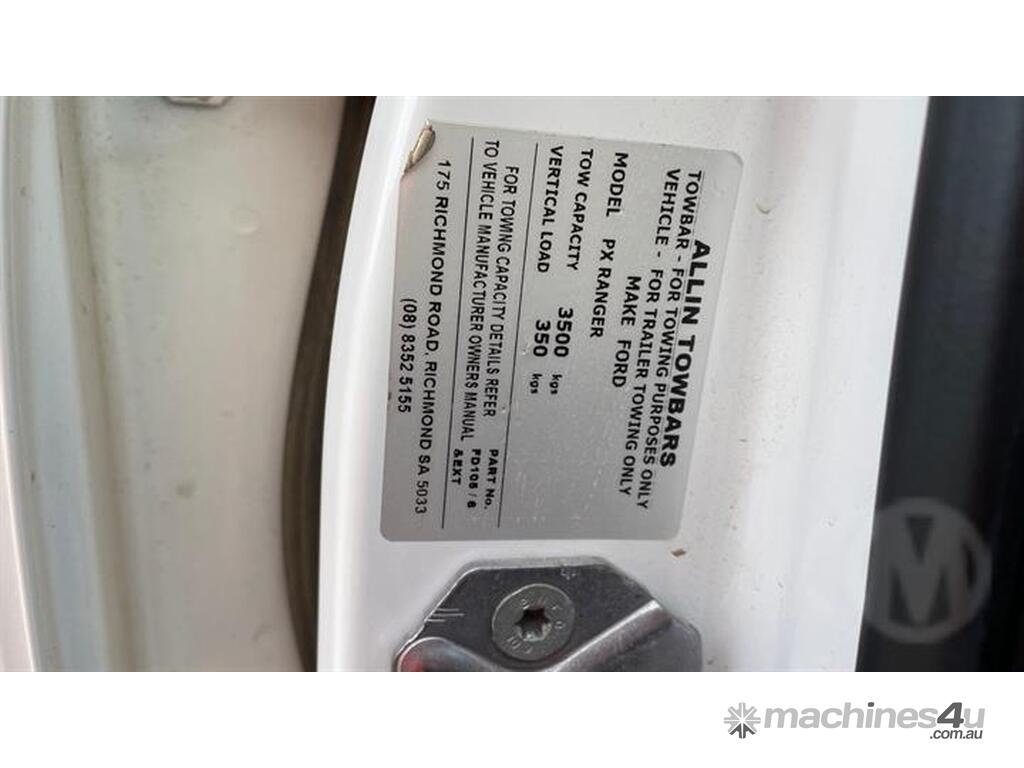 ALLIN TOWBARS
TOWBAR - FOR TOWING PURPOSES ONLY
VEHICLE - FOR TRAILER TOWING ONLY
MAKE FORD
MODEL PX RANGER
TOW CAPACITY 3500 kgs
VERTICAL LOAD 350 kgs
FOR TOWING CAPACITY DETAILS REFER
TO VEHICLE MANUFACTURER OWNERS MANUAL
PART No.
FD105 / 6
&EXT
175 RICHMOND ROAD, RICHMOND SA 5033
(08) 8352 5155
M
machines4u
.com.au